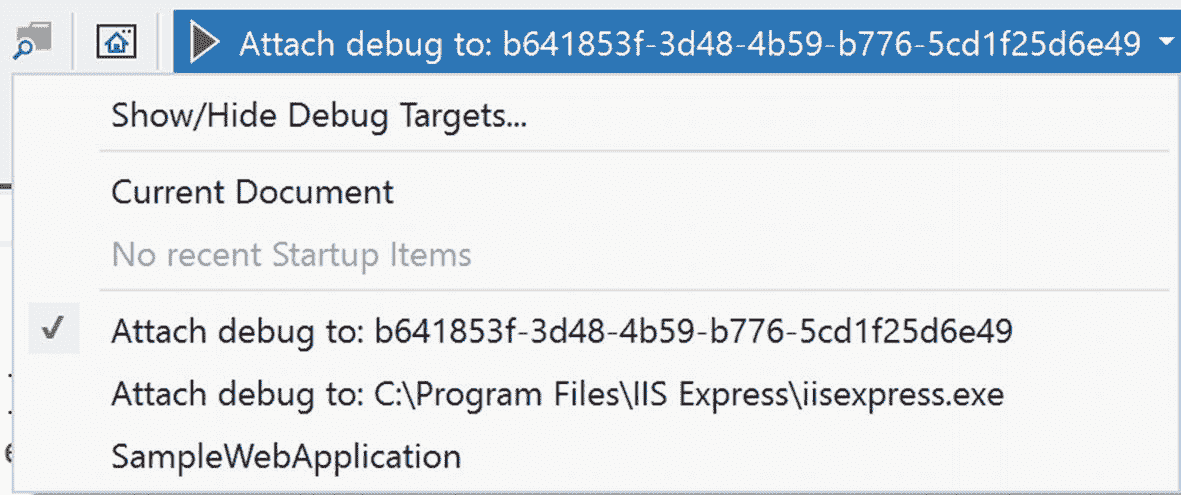 Attach debug to: b641853f-3d48-4b59-b776-5cd1f25d6e49
Show/Hide Debug Targets...
Current Document
No recent Startup Items
Attach debug to: b641853f-3d48-4b59-b776-5cd1f25d6e49
Attach debug to: C:\Program Files\IIS Express\iisexpress.exe
SampleWebApplication